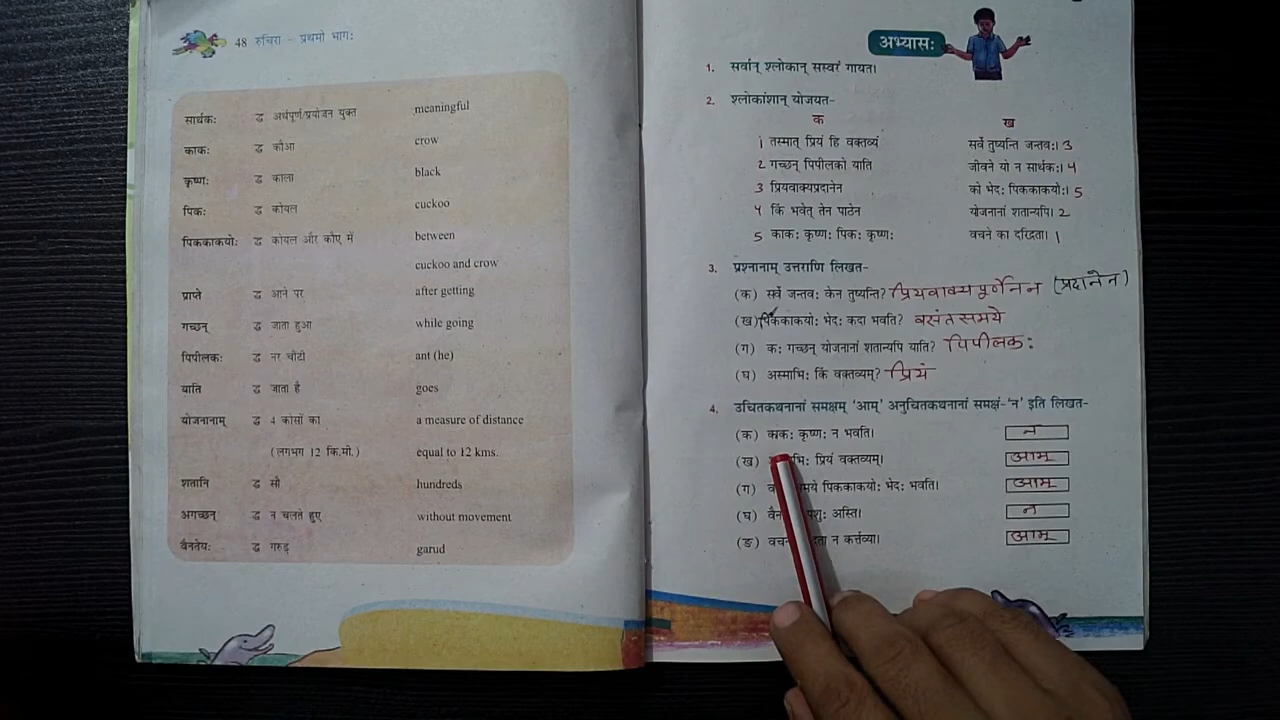 48 रुचिरा – प्रथमो भागः
सार्थकः द्ध अर्थपूर्ण/प्रयोजन युक्त meaningful
काकः द्ध कौआ crow
कृष्णः द्ध काला black
पिकः द्ध कोयल cuckoo
पिककाकयोः द्ध कोयल और कौए में between
cuckoo and crow
प्राप्ते द्ध आने पर after getting
गच्छन् द्ध जाता हुआ while going
पिपीलकः द्ध नर चींटी ant (he)
याति द्ध जाता है goes
योजनानाम् द्ध 4 कोसों का a measure of distance
(लगभग 12 कि.मी.) equal to 12 kms.
शतानि द्ध सौ hundreds
अगच्छन् द्ध न चलते हुए without movement
वैनतेयः द्ध गरुड़ garud
अभ्यासः
1. सर्वान् श्लोकान् सस्वरं गायत।
2. श्लोकांशान् योजयत–
क ख
1 तस्मात् प्रियं हि वक्तव्यं सर्वे तुष्यन्ति जन्तवः। 3
2 गच्छन् पिपीलको याति जीवने यो न सार्थकः। 4
3 प्रियवाक्यप्रदानेन को भेदः पिककाकयोः। 5
4 किं भवेत् तेन पाठेन योजनानां शतान्यपि। 2
5 काकः कृष्णः पिकः कृष्णः वचने का दरिद्रता। 1
3. प्रश्नानाम् उत्तराणि लिखत–
(क) सर्वे जन्तवः केन तुष्यन्ति? (प्रदानेन)
(ख) पिककाकयोः भेदः कदा भवति? बसंतसमये
(ग) कः गच्छन् योजनानां शतान्यपि याति? पिपीलकः
(घ) अस्माभिः किं वक्तव्यम्? प्रियं
4. उचितकथनानां समक्षम् 'आम्' अनुचितकथनानां समक्षं–'न' इति लिखत–
(क) काकः कृष्णः न भवति। न
(ख) प्रियं वक्तव्यम्। आम्
(ग) पिककाकयोः भेदः भवति। आम्
(घ) अस्ति। न
(ङ) न कर्त्तव्या। आम्